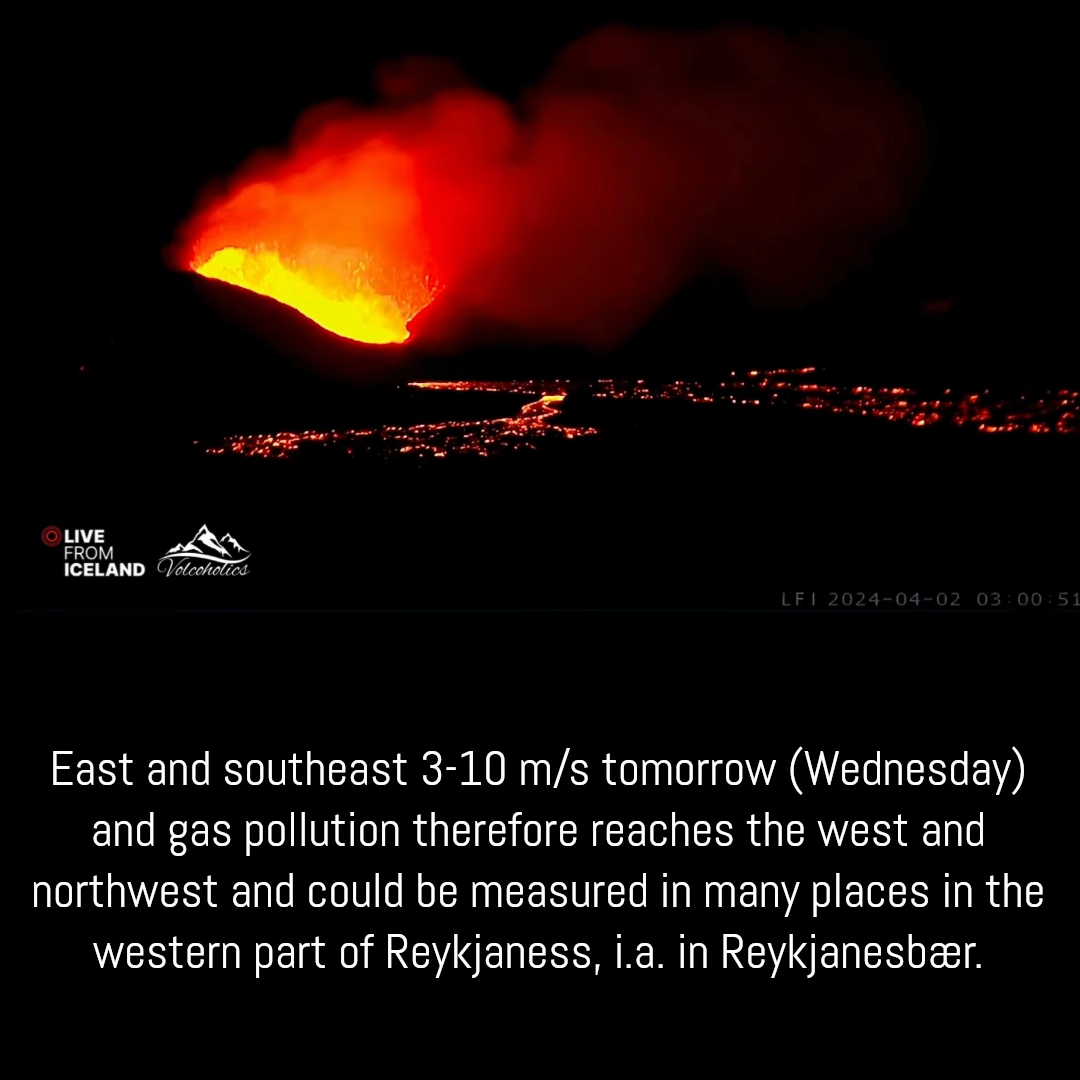 LIVE
FROM
ICELAND
Volcoholics
LFI 2024-04-02 03:00:51
East and southeast 3-10 m/s tomorrow (Wednesday)
and gas pollution therefore reaches the west and
northwest and could be measured in many places in the
western part of Reykjaness, i.a. in Reykjanesbær.